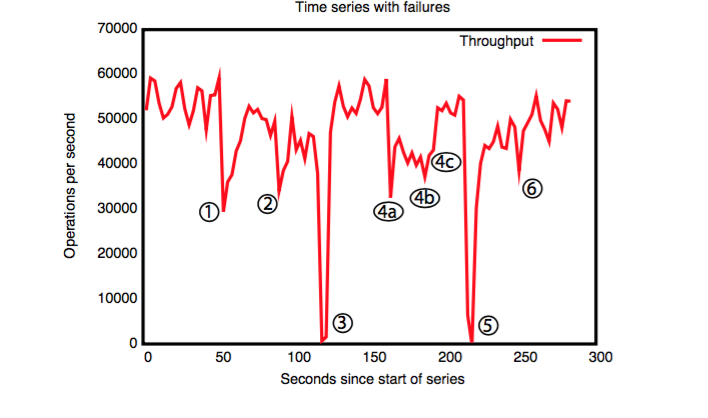 Time series with failures
70000
60000
50000
40000
30000
20000
10000
0
Operations per second
Throughput
1
2
3
4a
4b
4c
5
6
0 50 100 150 200 250 300
Seconds since start of series